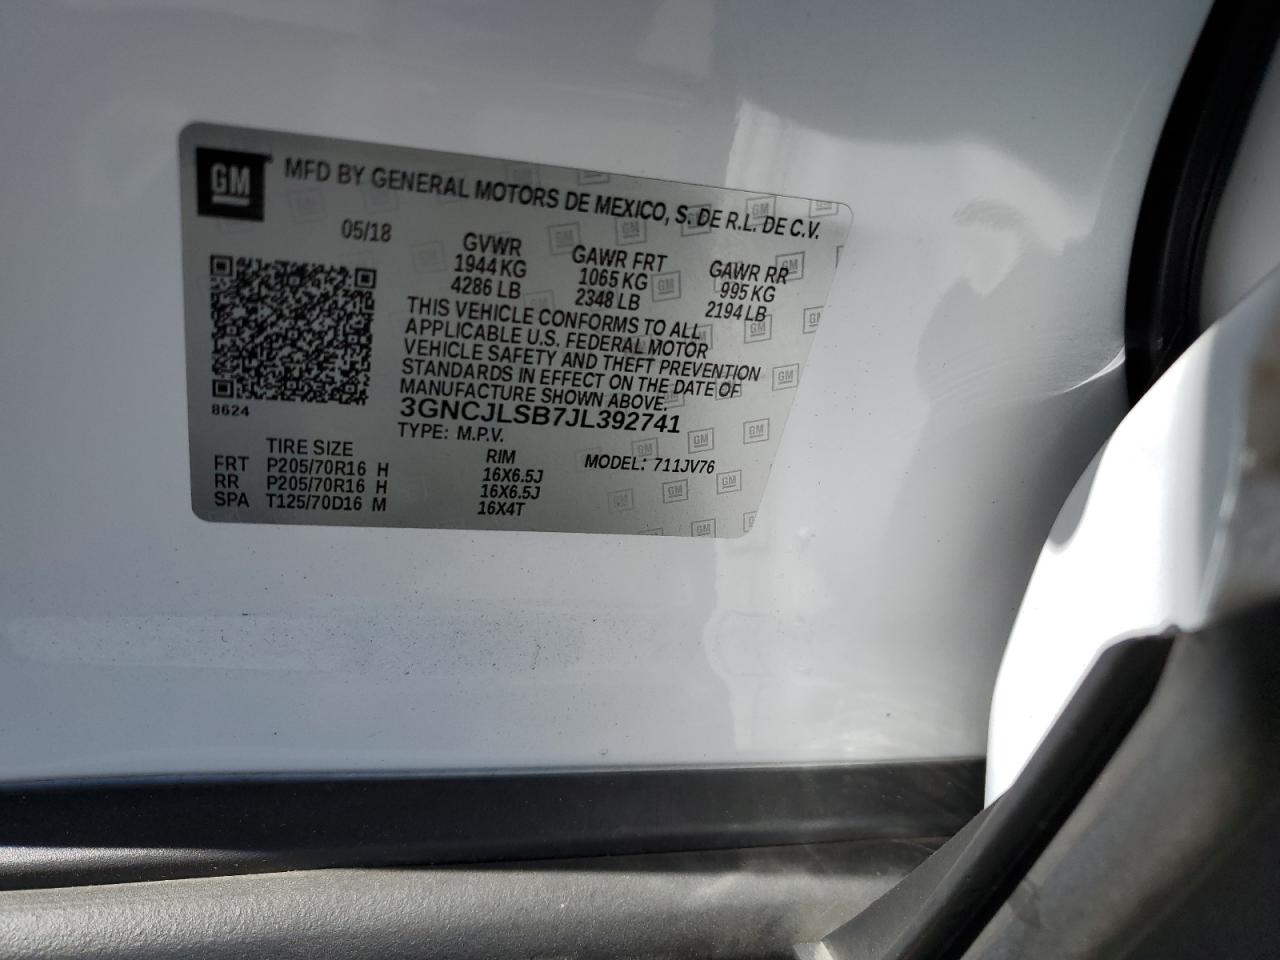 GM MFD BY GENERAL MOTORS DE MEXICO, S. DE R.L. DE C.V.
05/18
GVWR
1944 KG
4286 LB
GAWR FRT
1065 KG
2348 LB
GAWR RR
995 KG
2194 LB
THIS VEHICLE CONFORMS TO ALL
APPLICABLE U.S. FEDERAL MOTOR
VEHICLE SAFETY AND THEFT PREVENTION
STANDARDS IN EFFECT ON THE DATE OF
MANUFACTURE SHOWN ABOVE.
8624
3GNCJLSB7JL392741
TYPE: M.P.V.
MODEL: 711JV76
TIRE SIZE RIM
FRT P205/70R16 H 16X6.5J
RR P205/70R16 H 16X6.5J
SPA T125/70D16 M 16X4T